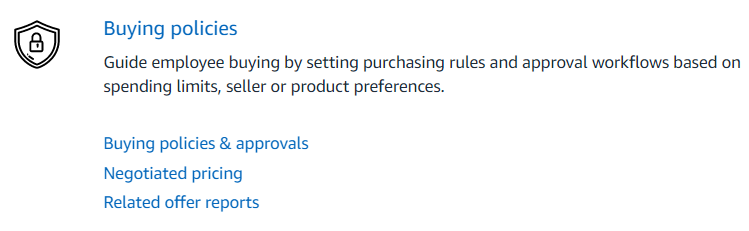 Buying policies
Guide employee buying by setting purchasing rules and approval workflows based on
spending limits, seller or product preferences.
Buying policies & approvals
Negotiated pricing
Related offer reports